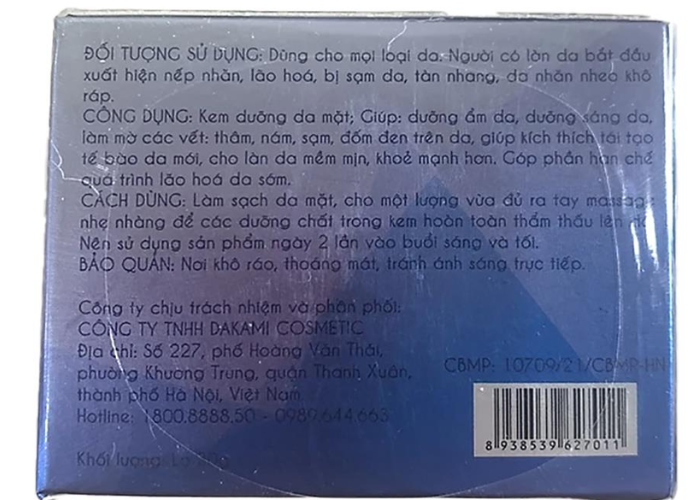 ĐỐI TƯỢNG SỬ DỤNG: Dùng cho mọi loại da. Người có lờn da bắt đầu
xuất hiện nếp nhăn, lão hoá, bị sạm da, tàn nhang, da nhăn nheo khô
ráp.
CÔNG DỤNG: Kem dưỡng da mặt; Giúp: dưỡng ẩm da, dưỡng sáng da,
làm mờ các vết: thâm, nám, sạm, đốm đen trên da, giúp kích thích tái tạo
tế bào da mới, cho làn da mềm mịn, khoẻ mạnh hơn. Góp phần hạn chế
quá trình lão hoá da sớm.
CÁCH DÙNG: Làm sạch da mặt, cho một lượng vừa đủ ra tay massage
nhẹ nhàng để các dưỡng chất trong kem hoàn toàn thẩm thấu lên da
Nên sử dụng sản phẩm ngày 2 lần vào buổi sáng và tối.
BẢO QUẢN: Nơi khô ráo, thoáng mát, tránh ánh sáng trực tiếp.
Công ty chịu trách nhiệm và phân phối:
CÔNG TY TNHH DAKAMI COSMETIC
Địa chỉ: Số 227, phố Hoàng Văn Thái,
phường Khương Trung, quận Thanh Xuân,
thành phố Hà Nội, Việt Nam
Hotline: 1800.8888.50 - 0989.644.663
CBMP: 10709/21/CBMP-HN
8 938539 627011
Khối lượng: